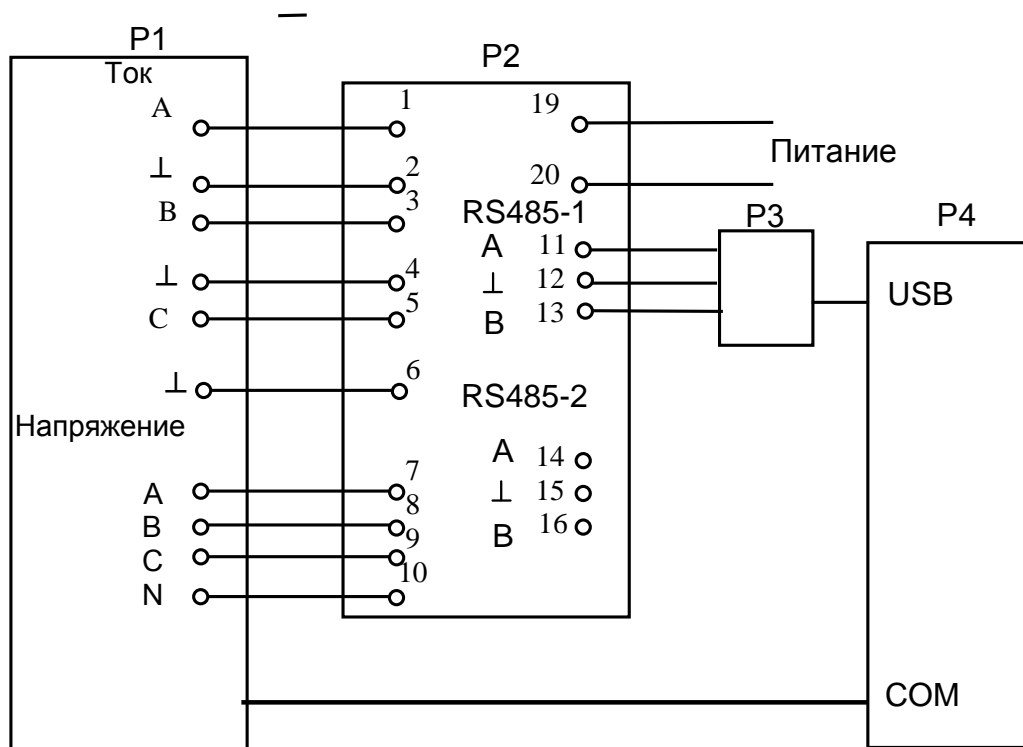 P1
Ток
A
⊥
B
⊥
C
⊥
Напряжение
A
B
C
N
P2
1
2
3
4
5
6
7
8
9
10
19
20
RS485-1
A 11
⊥ 12
B 13
RS485-2
A 14
⊥ 15
B 16
Питание
P3
P4
USB
COM